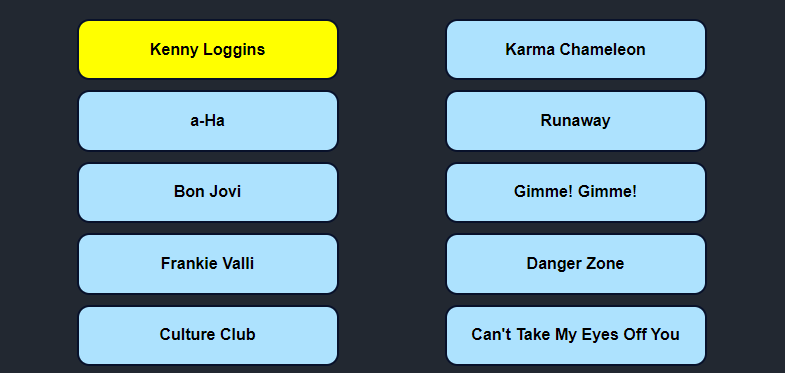 Kenny Loggins
Karma Chameleon
a-Ha
Runaway
Bon Jovi
Gimme! Gimme!
Frankie Valli
Danger Zone
Culture Club
Can't Take My Eyes Off You